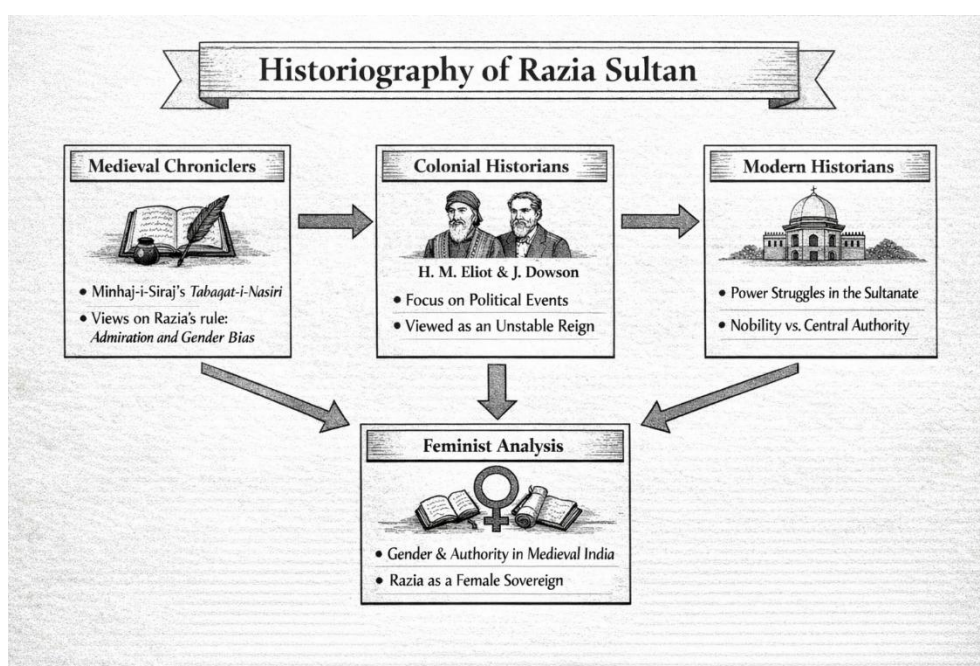 Historiography of Razia Sultan
Medieval Chroniclers
• Minhaj-i-Siraj's Tabaqat-i-Nasiri
• Views on Razia's rule:
Admiration and Gender Bias
Colonial Historians
H. M. Eliot & J. Dowson
• Focus on Political Events
• Viewed as an Unstable Reign
Modern Historians
• Power Struggles in the Sultanate
• Nobility vs. Central Authority
Feminist Analysis
• Gender & Authority in Medieval India
• Razia as a Female Sovereign